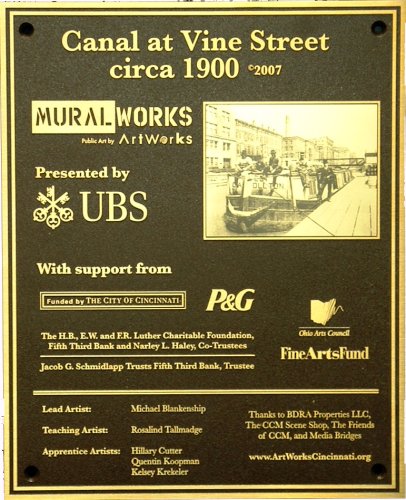 Canal at Vine Street
circa 1900 ©2007
MURALWORKS
Public Art by ArtWorks
Presented by
UBS
With support from
Funded by THE CITY OF CINCINNATI
P&G
Ohio Arts Council
FineArtsFund
The H.B., E.W. and F.R. Luther Charitable Foundation,
Fifth Third Bank and Narley L. Haley, Co-Trustees
Jacob G. Schmidlapp Trusts Fifth Third Bank, Trustee
Lead Artist: Michael Blankenship
Teaching Artist: Rosalind Tallmadge
Apprentice Artists: Hillary Cutter
Quentin Koopman
Kelsey Krekeler
Thanks to BDRA Properties LLC,
The CCM Scene Shop, The Friends
of CCM, and Media Bridges
www.ArtWorksCincinnati.org